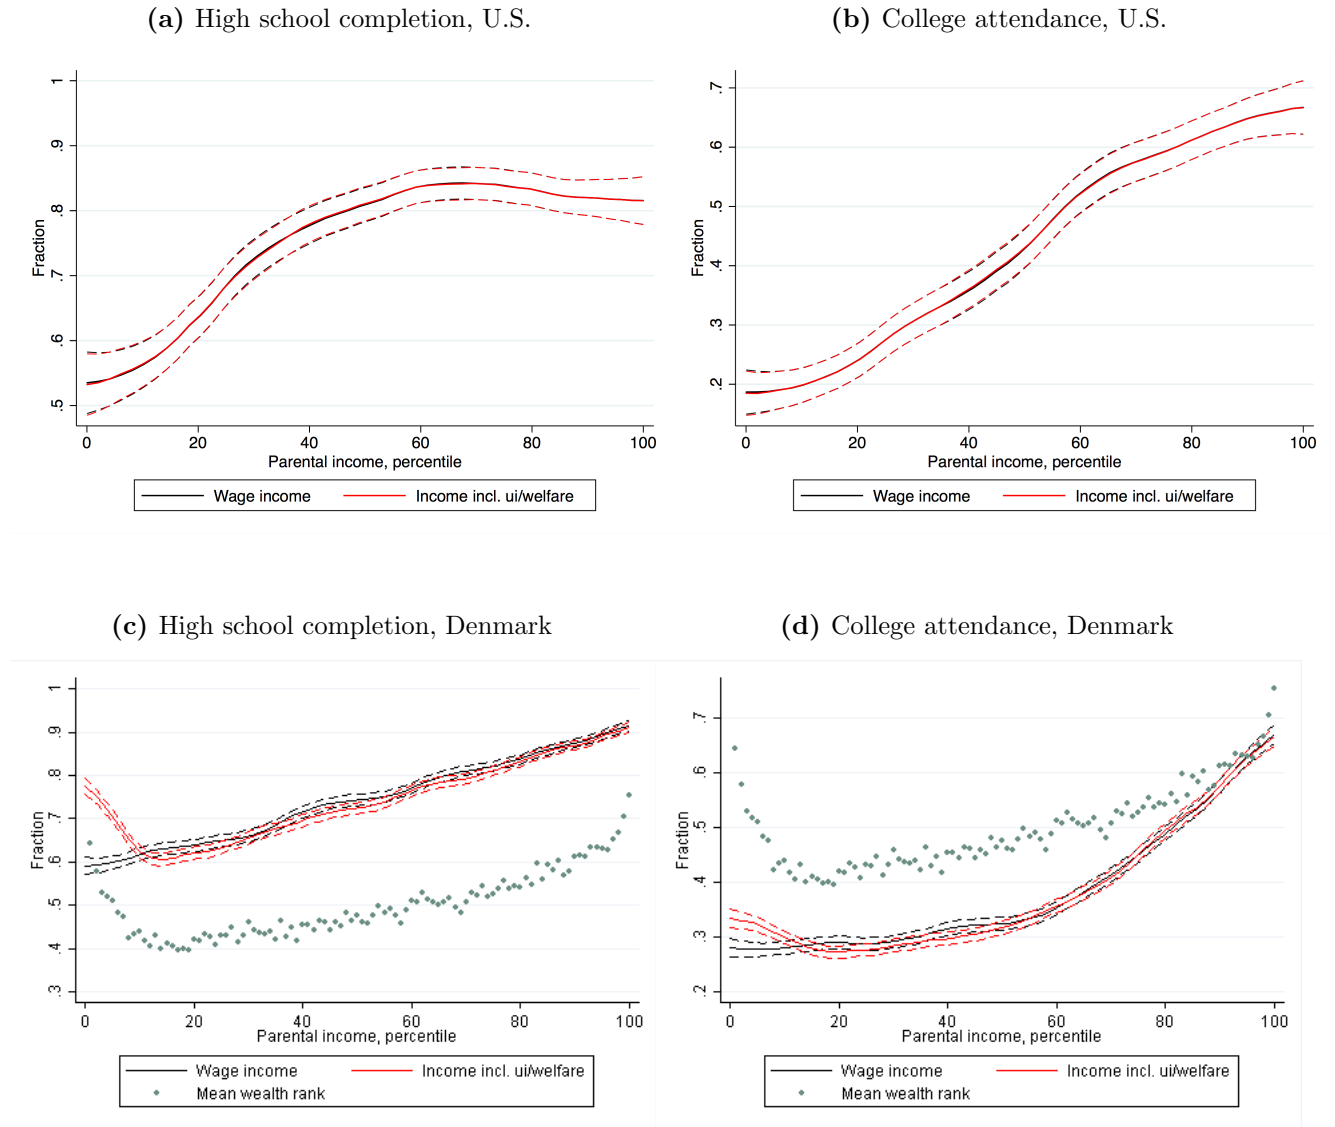 (a) High school completion, U.S.
1
.9
.8
.7
.6
.5
Fraction
0 20 40 60 80 100
Parental income, percentile
Wage income Income incl. ui/welfare
(b) College attendance, U.S.
.7
.6
.5
.4
.3
.2
Fraction
0 20 40 60 80 100
Parental income, percentile
Wage income Income incl. ui/welfare
(c) High school completion, Denmark
1
.9
.8
.7
.6
.5
.4
.3
Fraction
0 20 40 60 80 100
Parental income, percentile
Wage income Income incl. ui/welfare
Mean wealth rank
(d) College attendance, Denmark
.7
.6
.5
.4
.3
.2
Fraction
0 20 40 60 80 100
Parental income, percentile
Wage income Income incl. ui/welfare
Mean wealth rank